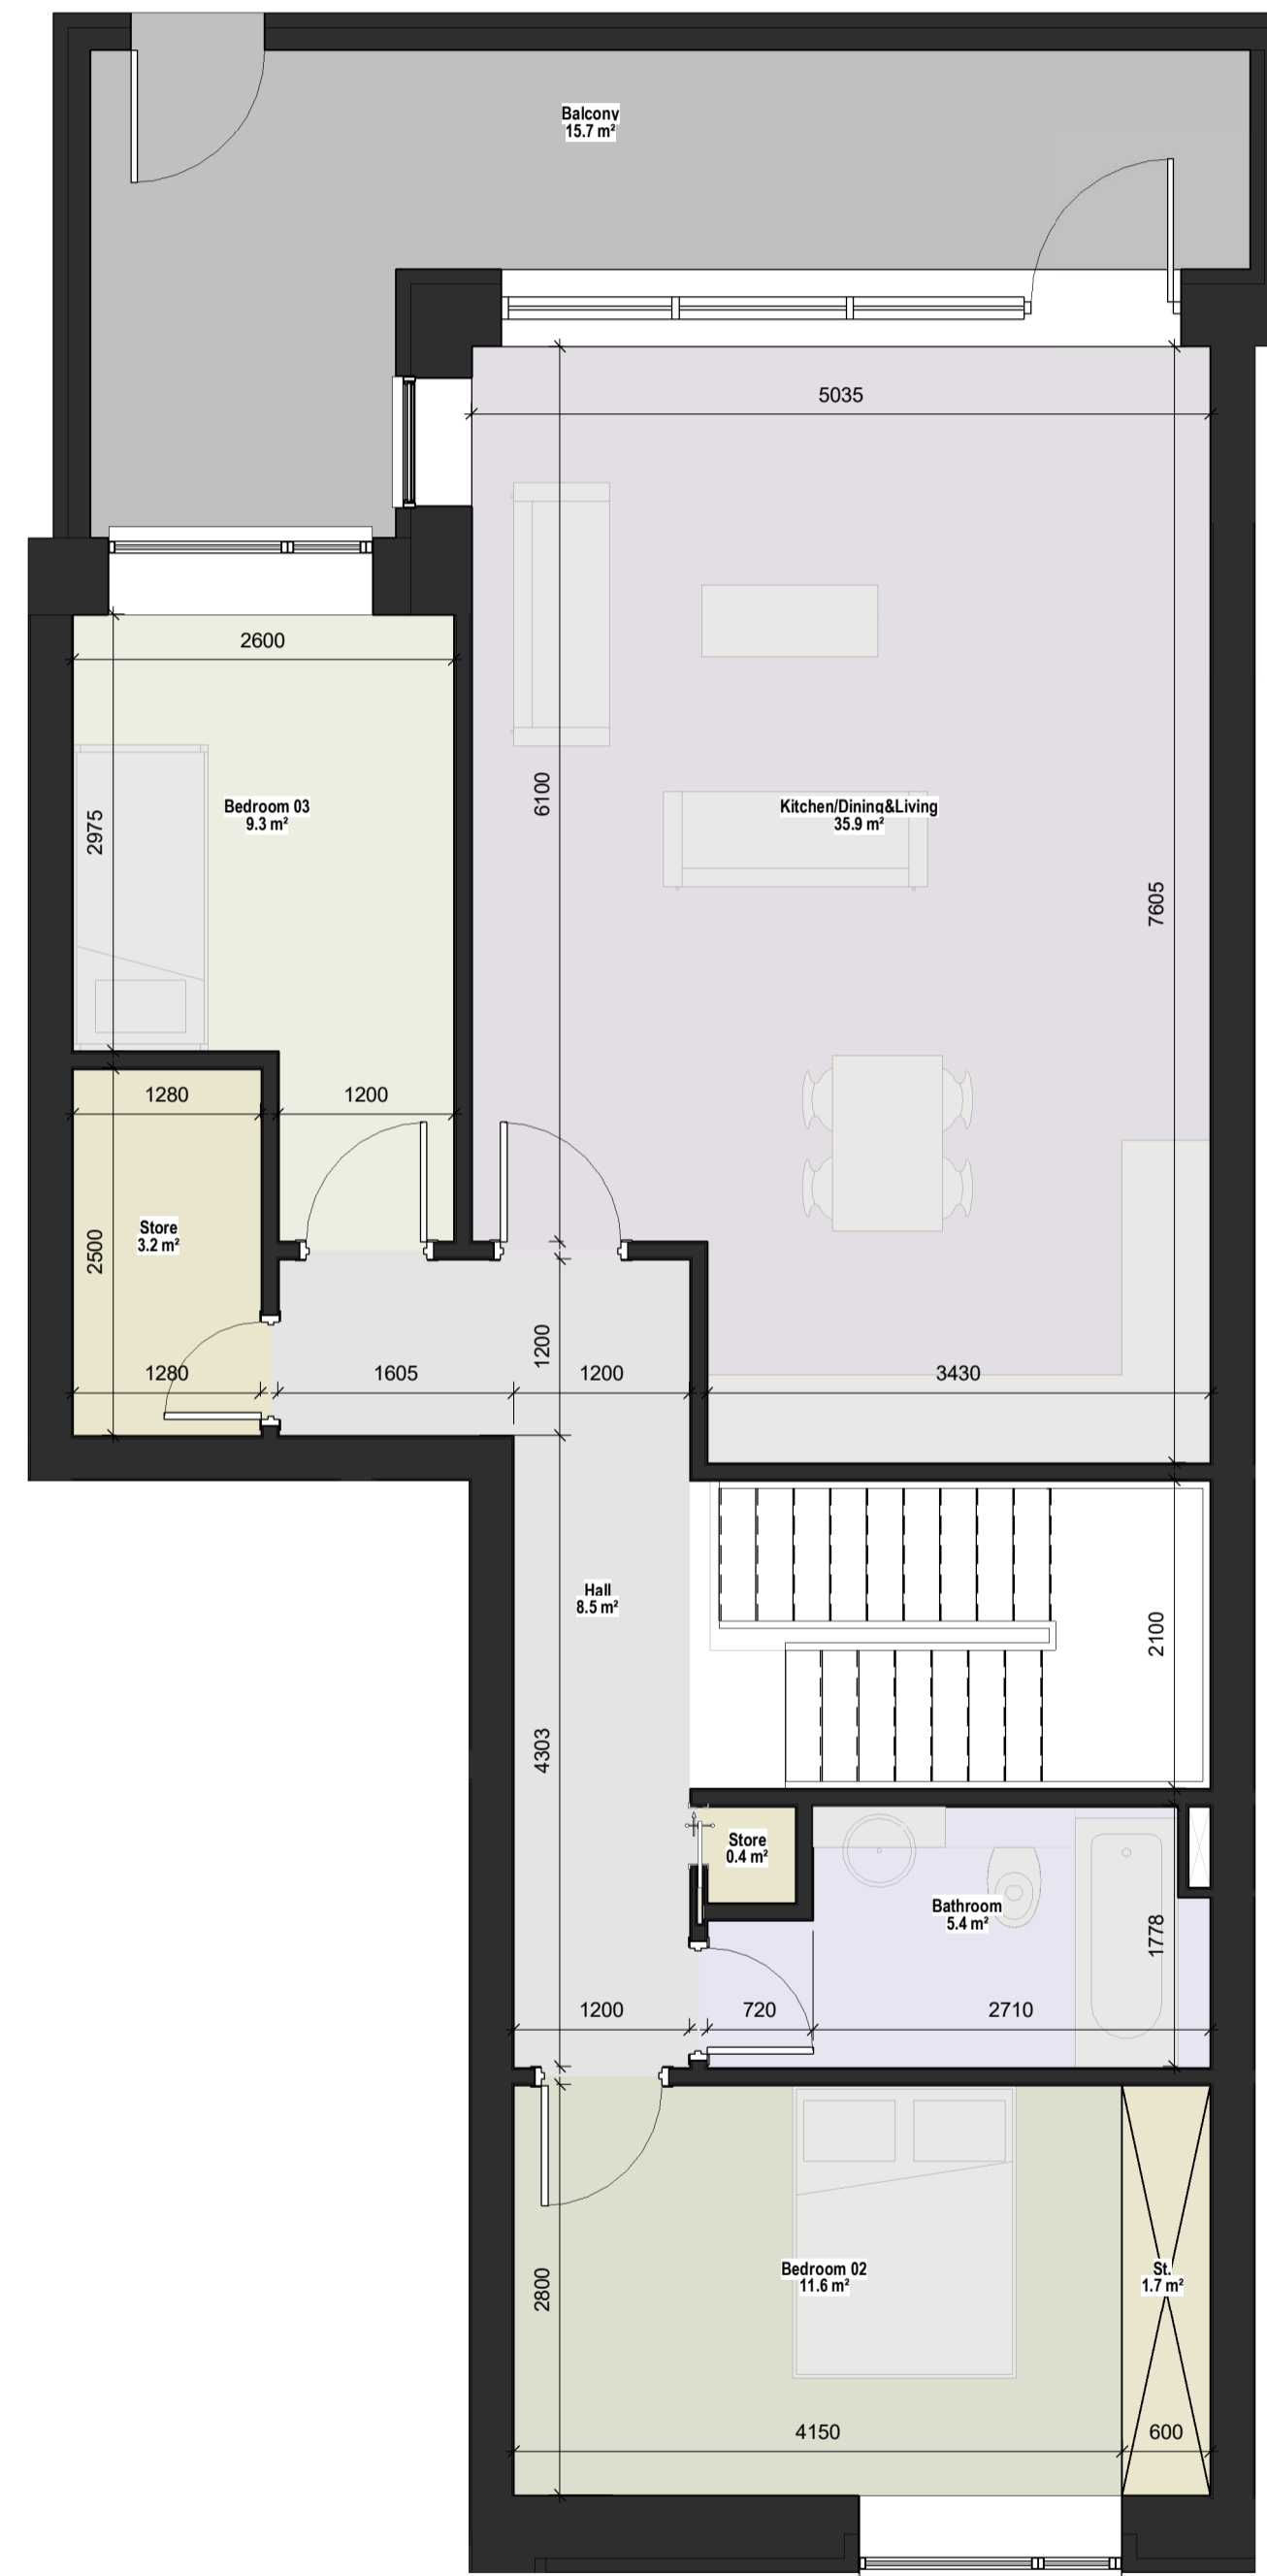 Balcony
15.7 m²
5035
2600
6100
2975
Bedroom 03
9.3 m²
Kitchen/Dining&Living
35.9 m²
7605
1280
1200
Store
3.2 m²
2500
1200
1280
1605
1200
3430
Hall
8.5 m²
2100
4303
Store
0.4 m²
Bathroom
5.4 m²
1778
1200
720
2710
Bedroom 02
11.6 m²
St.
1.7 m²
2800
4150
600